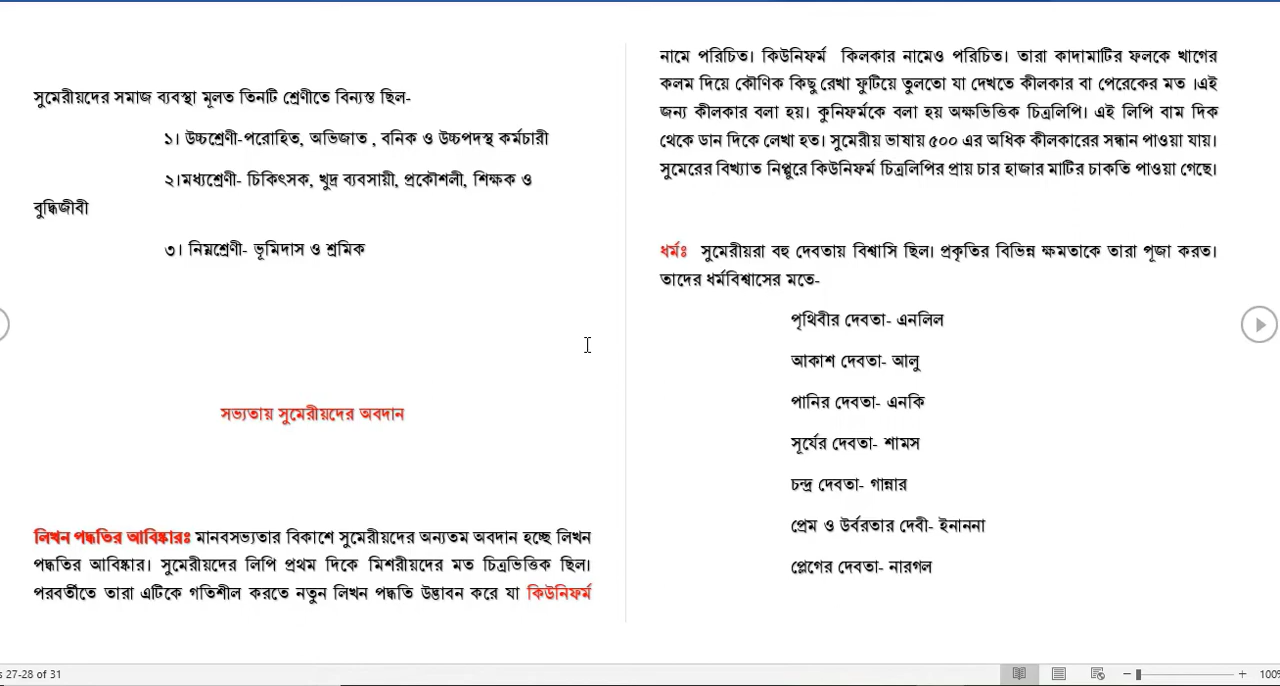 সুমেরীয়দের সমাজ ব্যবস্থা মূলত তিনটি শ্রেণীতে বিন্যস্ত ছিল-
১। উচ্চশ্রেণী-পরোহিত, অভিজাত , বনিক ও উচ্চপদস্থ কর্মচারী
২।মধ্যশ্রেণী- চিকিৎসক, খুদ্র ব্যবসায়ী, প্রকৌশলী, শিক্ষক ও
বুদ্ধিজীবী
৩। নিম্নশ্রেণী- ভূমিদাস ও শ্রমিক
সভ্যতায় সুমেরীয়দের অবদান
লিখন পদ্ধতির আবিষ্কারঃ মানবসভ্যতার বিকাশে সুমেরীয়দের অন্যতম অবদান হচ্ছে লিখন
পদ্ধতির আবিষ্কার। সুমেরীয়দের লিপি প্রথম দিকে মিশরীয়দের মত চিত্রভিত্তিক ছিল।
পরবর্তীতে তারা এটিকে গতিশীল করতে নতুন লিখন পদ্ধতি উদ্ভাবন করে যা কিউনিফর্ম
নামে পরিচিত। কিউনিফর্ম কিলকার নামেও পরিচিত। তারা কাদামাটির ফলকে খাগের
কলম দিয়ে কৌণিক কিছু রেখা ফুটিয়ে তুলতো যা দেখতে কীলকার বা পেরেকের মত ।এই
জন্য কীলকার বলা হয়। কুনিফর্মকে বলা হয় অক্ষভিত্তিক চিত্রলিপি। এই লিপি বাম দিক
থেকে ডান দিকে লেখা হত। সুমেরীয় ভাষায় ৫০০ এর অধিক কীলকারের সন্ধান পাওয়া যায়।
সুমেরের বিখ্যাত নিপ্পুরে কিউনিফর্ম চিত্রলিপির প্রায় চার হাজার মাটির চাকতি পাওয়া গেছে।
ধর্মঃ সুমেরীয়রা বহু দেবতায় বিশ্বাসি ছিল। প্রকৃতির বিভিন্ন ক্ষমতাকে তারা পূজা করত।
তাদের ধর্মবিশ্বাসের মতে-
পৃথিবীর দেবতা- এনলিল
আকাশ দেবতা- আলু
পানির দেবতা- এনকি
সূর্যের দেবতা- শামস
চন্দ্র দেবতা- গান্নার
প্রেম ও উর্বরতার দেবী- ইনাননা
প্লেগের দেবতা- নারগল
s 27-28 of 31
100%